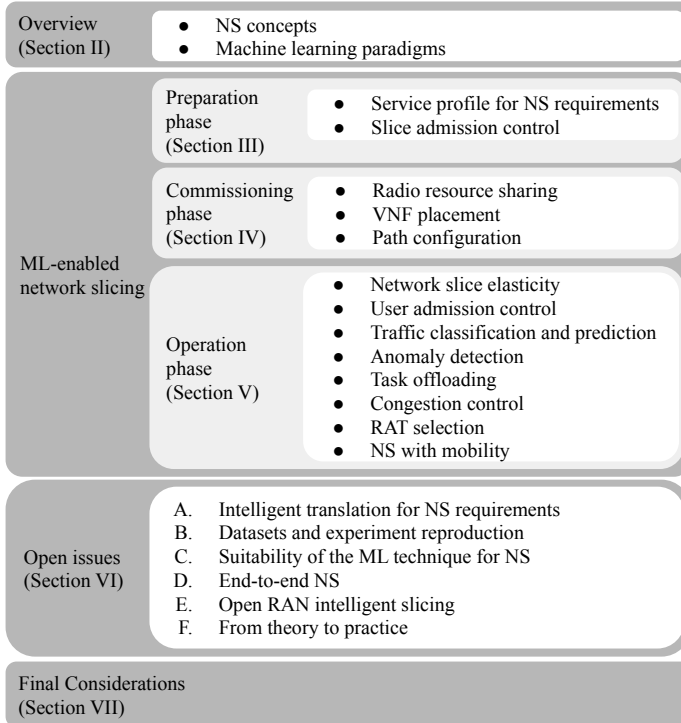 Overview
(Section II)
● NS concepts
● Machine learning paradigms
ML-enabled
network slicing
Preparation
phase
(Section III)
● Service profile for NS requirements
● Slice admission control
Commissioning
phase
(Section IV)
● Radio resource sharing
● VNF placement
● Path configuration
Operation
phase
(Section V)
● Network slice elasticity
● User admission control
● Traffic classification and prediction
● Anomaly detection
● Task offloading
● Congestion control
● RAT selection
● NS with mobility
Open issues
(Section VI)
A. Intelligent translation for NS requirements
B. Datasets and experiment reproduction
C. Suitability of the ML technique for NS
D. End-to-end NS
E. Open RAN intelligent slicing
F. From theory to practice
Final Considerations
(Section VII)